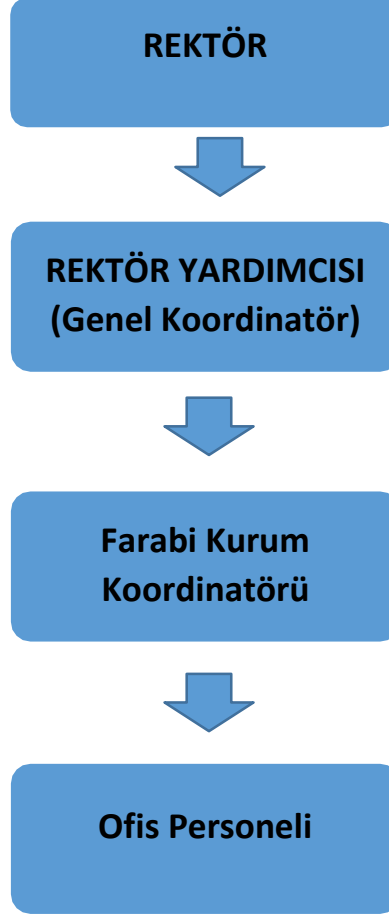 REKTÖR
REKTÖR YARDIMCISI
(Genel Koordinatör)
Farabi Kurum
Koordinatörü
Ofis Personeli